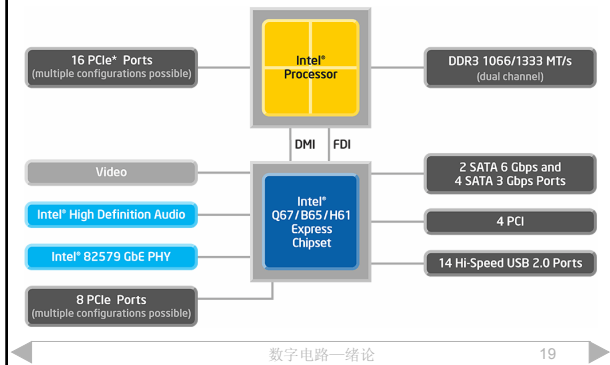 16 PCIe* Ports
(multiple configurations possible)
Intel®
Processor
DDR3 1066/1333 MT/s
(dual channel)
DMI
FDI
Video
Intel® High Definition Audio
Intel® 82579 GbE PHY
8 PCIe Ports
(multiple configurations possible)
Intel®
Q67/B65/H61
Express
Chipset
2 SATA 6 Gbps and
4 SATA 3 Gbps Ports
4 PCI
14 Hi-Speed USB 2.0 Ports
数字电路—绪论
19